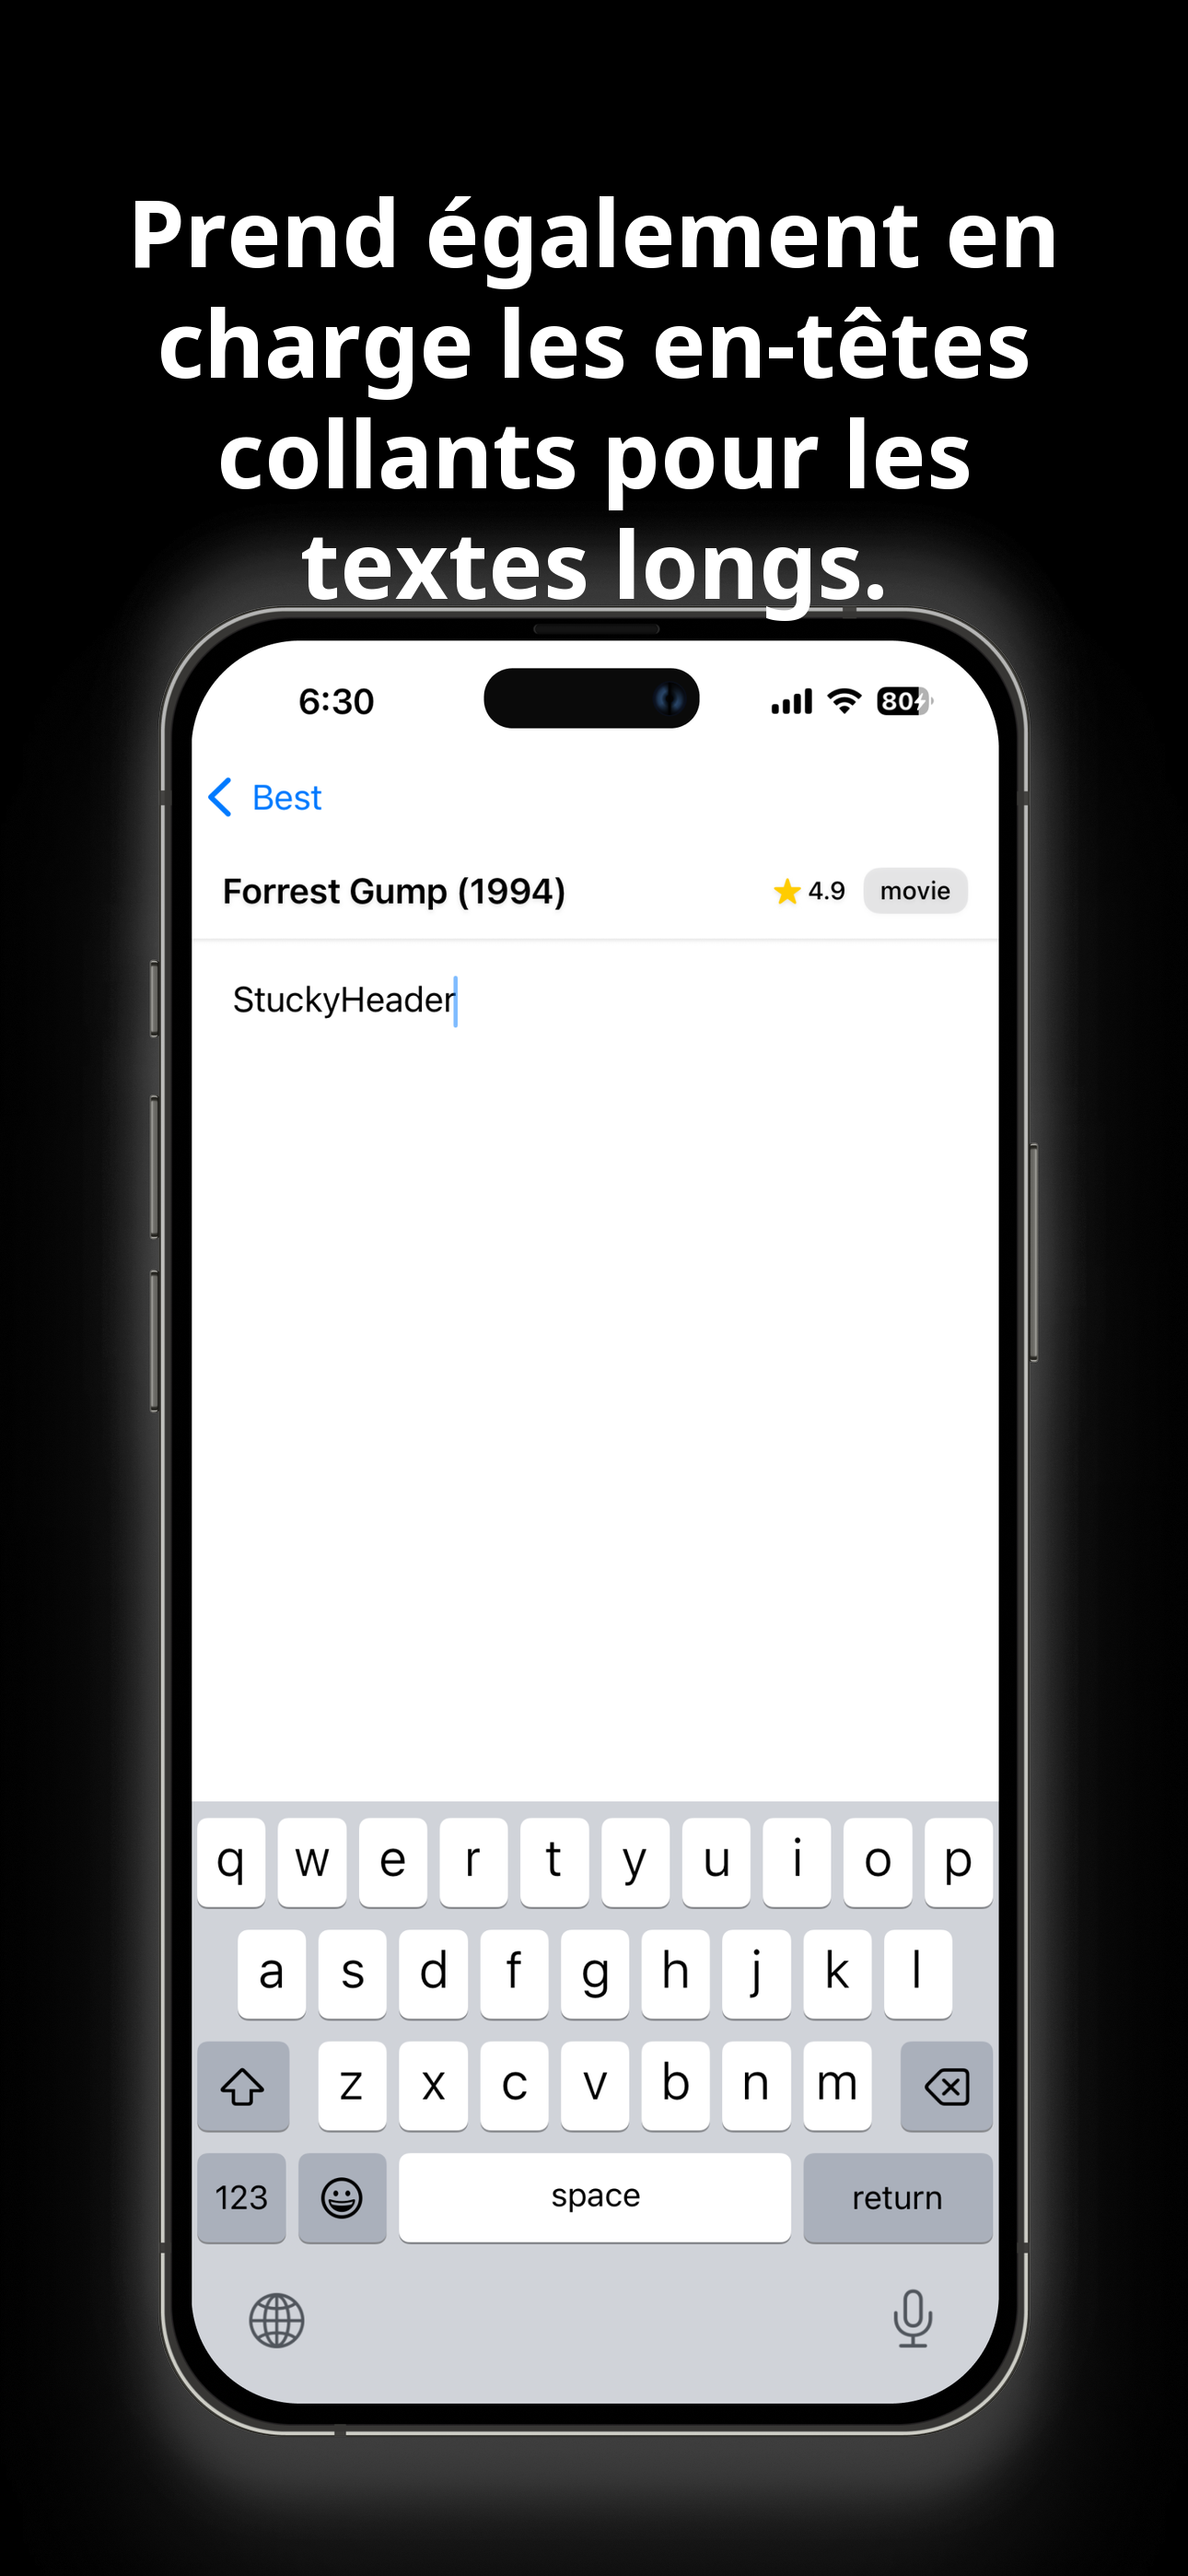 Prend également en
charge les en-têtes
collants pour les
textes longs.
6:30
80
Best
Forrest Gump (1994)
4.9
movie
StuckyHeader
q w e r t y u i o p
a s d f g h j k l
z x c v b n m
123
space
return